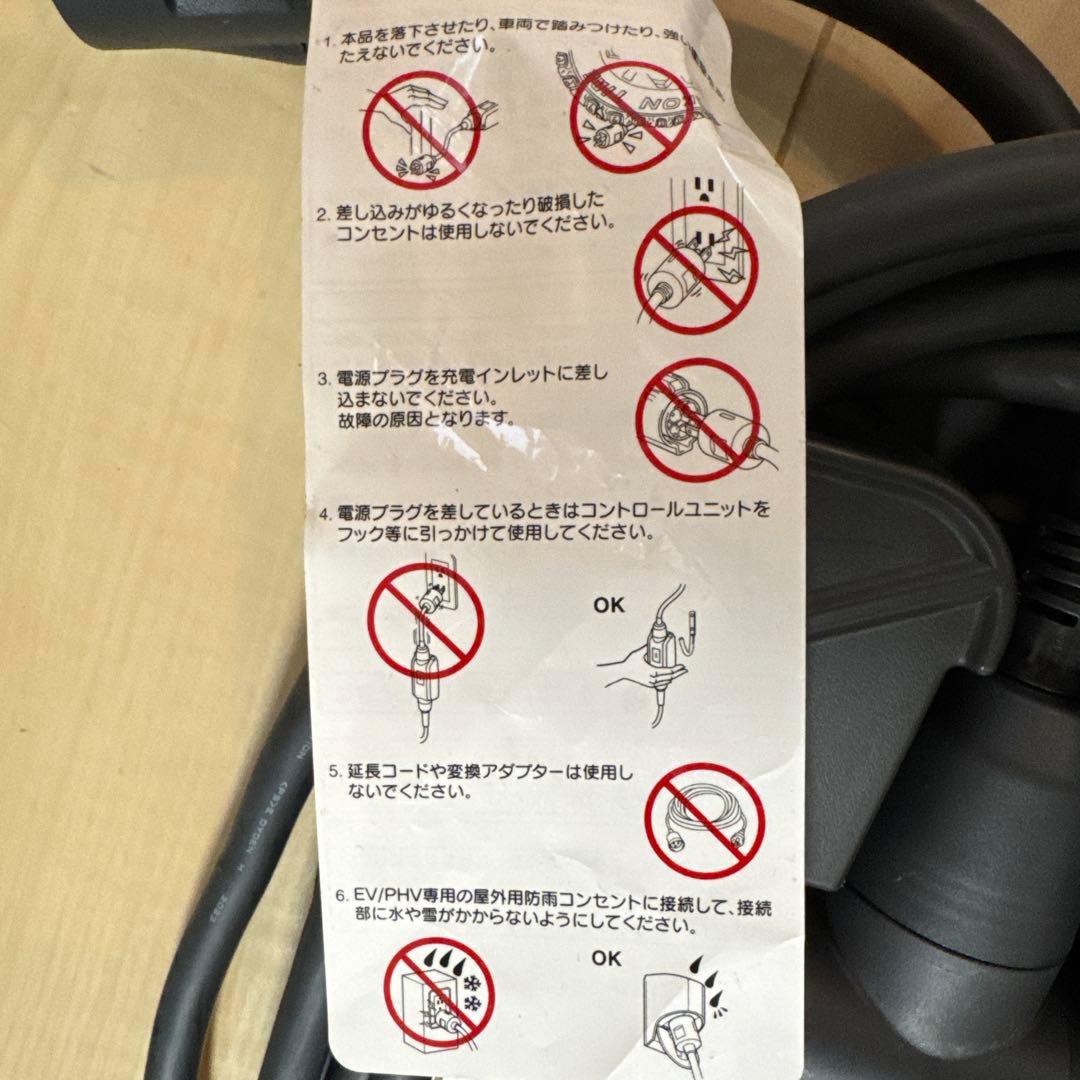 1. 本品を落下させたり、車両で踏みつけたり、強い
たえないでください。
NO
2. 差し込みがゆるくなったり破損した
コンセントは使用しないでください。
3. 電源プラグを充電インレットに差し
込まないでください。
故障の原因となります。
4. 電源プラグを差しているときはコントロールユニットを
フック等に引っかけて使用してください。
OK
5. 延長コードや変換アダプターは使用し
ないでください。
6. EV/PHV専用の屋外用防雨コンセントに接続して、接続
部に水や雪がかからないようにしてください。
OK
OYDEN